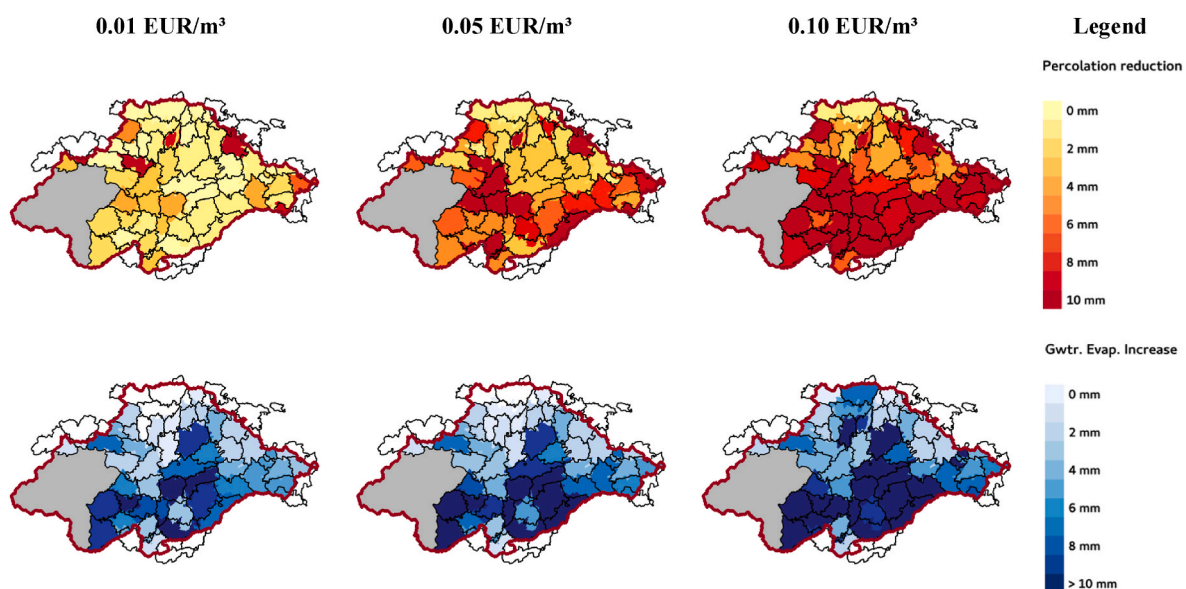 0.01 EUR/m³ 0.05 EUR/m³ 0.10 EUR/m³ Legend
Percolation reduction
0 mm
2 mm
4 mm
6 mm
8 mm
10 mm
Gwtr. Evap. Increase
0 mm
2 mm
4 mm
6 mm
8 mm
> 10 mm